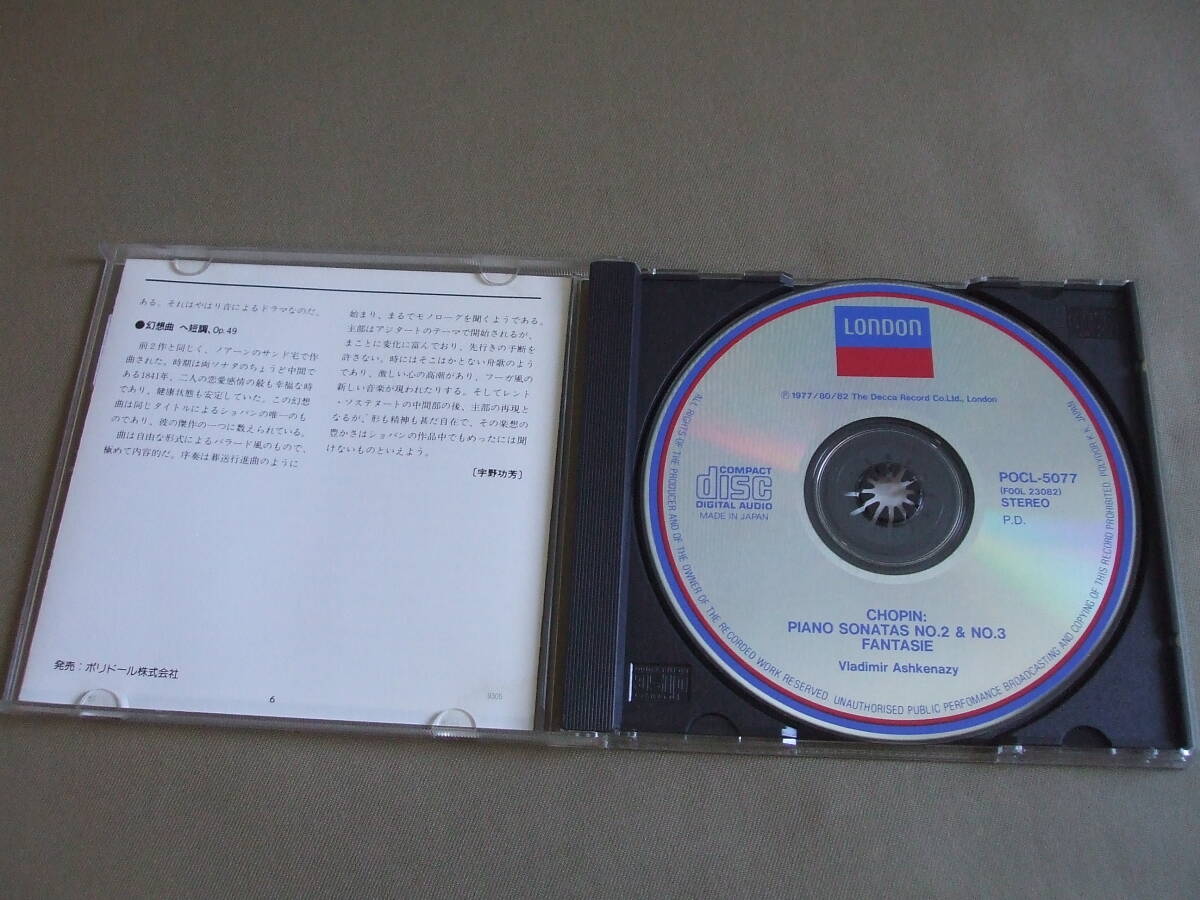 ある。それはやはり音によるドラマなのだ。
●幻想曲 ヘ短調、Op.49
前2作と同じく、ノアーンのサンド宅で作
曲された。時期は両ソナタのちょうど中間で
ある1841年、二人の恋愛感情の最も幸福な時
であり、健康状態も安定していた。この幻想
曲は同じタイトルによるショパンの唯一のも
のであり、彼の傑作の一つに数えられている。
曲は自由な形式によるバラード風のもので、
極めて内容的だ。序奏は葬送行進曲のように
始まり、まるでモノローグを聞くようである。
主部はアジタートのテーマで開始されるが、
まことに変化に富んでおり、先行きの予断を
許さない。時にはそこはかとない舟歌のよう
であり、激しい心の高潮があり、フーガ風の
新しい音楽が現われたりする。そしてレント
・ソステヌートの中間部の後、主部の再現と
なるが、形も精神も甚だ自在で、その楽想の
豊かさはショパンの作品中でもめったには聞
けないものといえよう。
〔宇野功芳〕
発売：ポリドール株式会社
6
9305
LONDON
Ⓟ 1977/80/82 The Decca Record Co.Ltd., London
COMPACT
disc
DIGITAL AUDIO
MADE IN JAPAN
POCL-5077
(F00L 23082)
STEREO
P.D.
CHOPIN:
PIANO SONATAS NO.2 & NO.3
FANTASIE
Vladimir Ashkenazy
ALL RIGHTS OF THE PRODUCER AND OF THE OWNER OF THE RECORDED WORK RESERVED. UNAUTHORISED PUBLIC PERFOMANCE BROADCASTING AND COPYING OF THIS RECORD PROHIBITED. POLYDOR K.K. JAPAN